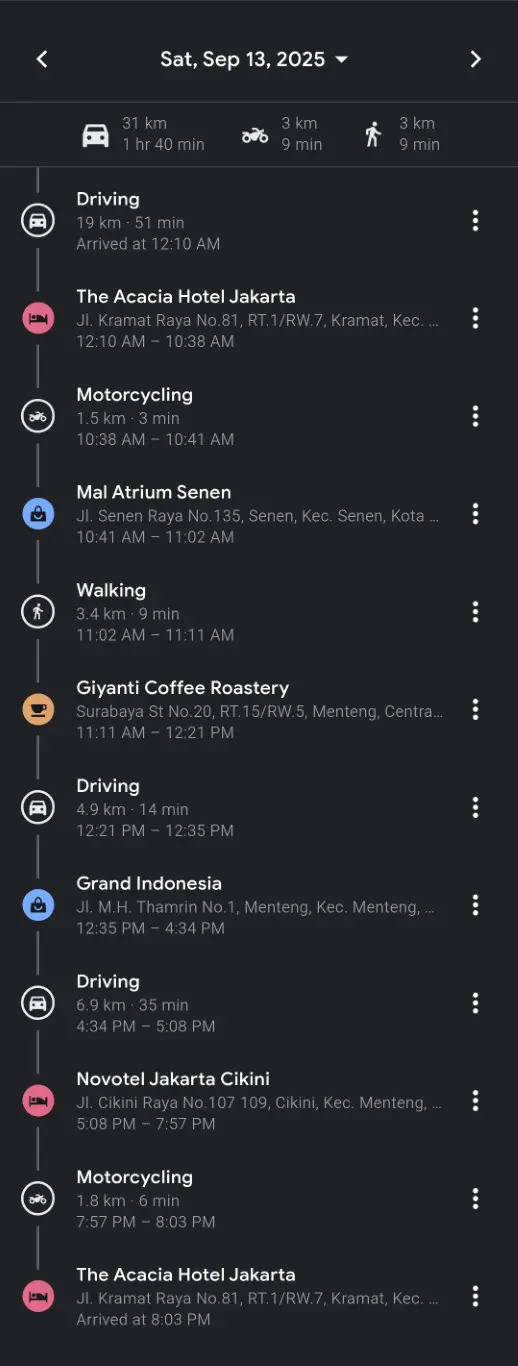 Sat, Sep 13, 2025
31 km
1 hr 40 min
3 km
9 min
3 km
9 min
Driving
19 km · 51 min
Arrived at 12:10 AM
The Acacia Hotel Jakarta
Jl. Kramat Raya No.81, RT.1/RW.7, Kramat, Kec. ...
12:10 AM – 10:38 AM
Motorcycling
1.5 km · 3 min
10:38 AM – 10:41 AM
Mal Atrium Senen
Jl. Senen Raya No.135, Senen, Kec. Senen, Kota ...
10:41 AM – 11:02 AM
Walking
3.4 km · 9 min
11:02 AM – 11:11 AM
Giyanti Coffee Roastery
Surabaya St No.20, RT.15/RW.5, Menteng, Centra...
11:11 AM – 12:21 PM
Driving
4.9 km · 14 min
12:21 PM – 12:35 PM
Grand Indonesia
Jl. M.H. Thamrin No.1, Menteng, Kec. Menteng, ...
12:35 PM – 4:34 PM
Driving
6.9 km · 35 min
4:34 PM – 5:08 PM
Novotel Jakarta Cikini
Jl. Cikini Raya No.107 109, Cikini, Kec. Menteng, ...
5:08 PM – 7:57 PM
Motorcycling
1.8 km · 6 min
7:57 PM – 8:03 PM
The Acacia Hotel Jakarta
Jl. Kramat Raya No.81, RT.1/RW.7, Kramat, Kec. ...
Arrived at 8:03 PM